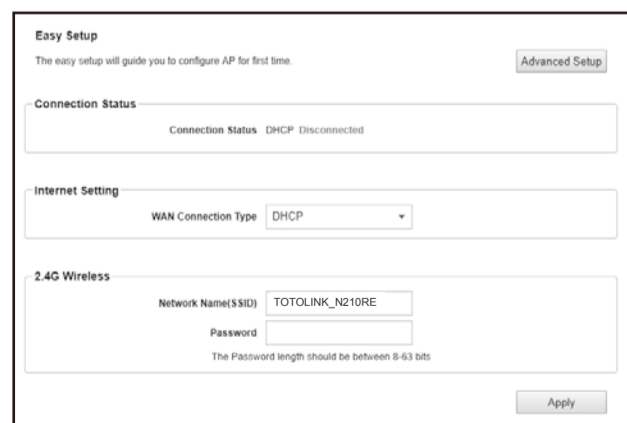 Easy Setup
The easy setup will guide you to configure AP for first time.
Advanced Setup
Connection Status
Connection Status DHCP Disconnected
Internet Setting
WAN Connection Type DHCP
2.4G Wireless
Network Name(SSID) TOTOLINK_N210RE
Password
The Password length should be between 8-63 bits
Apply